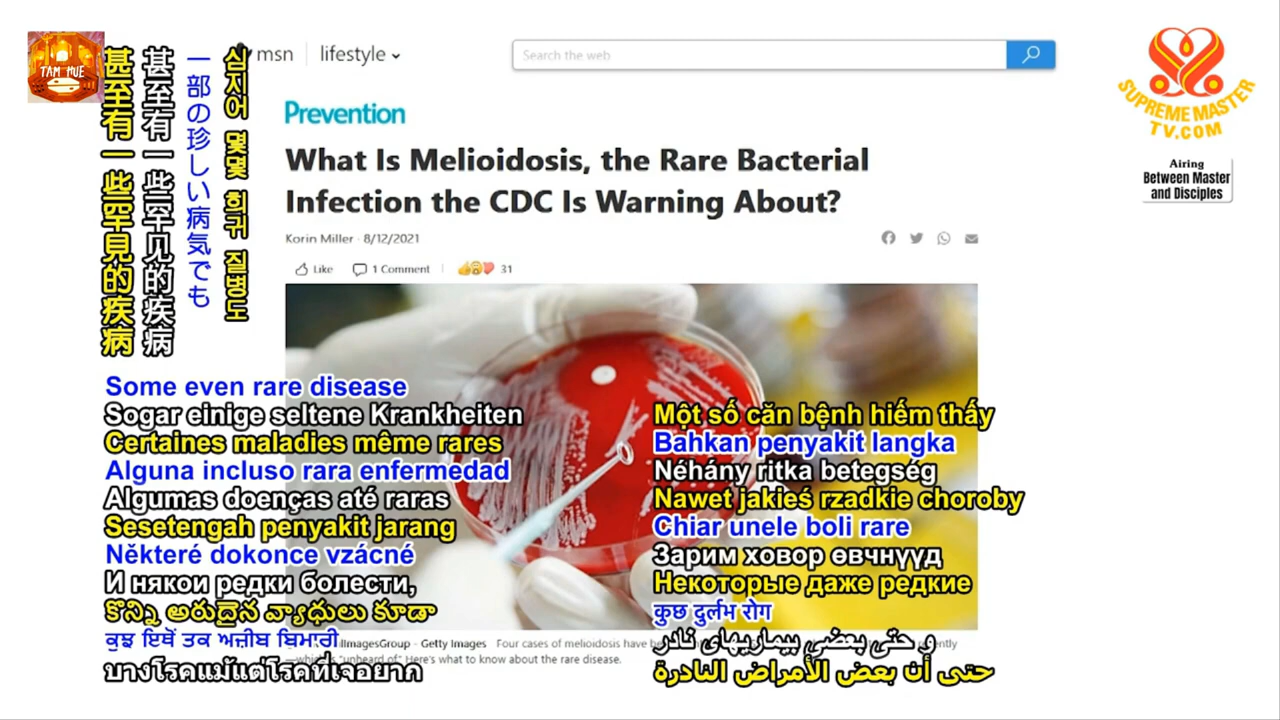 TAM HUE
msn lifestyle
Search the web
SUPREME MASTER
TV.COM
Airing
Between Master
and Disciples
Prevention
What Is Melioidosis, the Rare Bacterial
Infection the CDC Is Warning About?
Korin Miller · 8/12/2021
Like 1 Comment 31
심지어 몇몇 희귀 질병도
一部の珍しい病気でも
甚至有一些罕见的疾病
甚至有一些罕見的疾病
Some even rare disease
Sogar einige seltene Krankheiten
Certaines maladies même rares
Alguna incluso rara enfermedad
Algumas doenças até raras
Sesetengah penyakit jarang
Některé dokonce vzácné
И някои редки болести,
కొన్ని అరుదైన వ్యాధులు కూడా
ਕੁਝ ਇਥੋਂ ਤਕ ਅਜੀਬ ਬਿਮਾਰੀ
บางโรคแม้แต่โรคที่เจอยาก
Một số căn bệnh hiếm thấy
Bahkan penyakit langka
Néhány ritka betegség
Nawet jakieś rzadkie choroby
Chiar unele boli rare
Зарим ховор өвчнүүд
Некоторые даже редкие
कुछ दुर्लभ रोग
و حتی بعضی بیماریهای نادر
حتى أن بعض الأمراض النادرة
ImagesGroup - Getty Images Four cases of melioidosis have
"unheard of." Here's what to know about the rare disease.